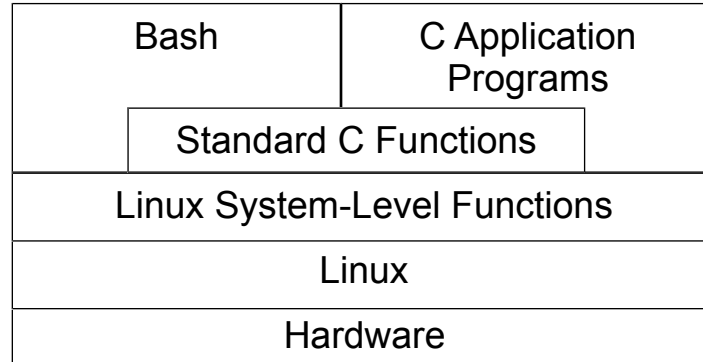 Bash
C Application
Programs
Standard C Functions
Linux System-Level Functions
Linux
Hardware